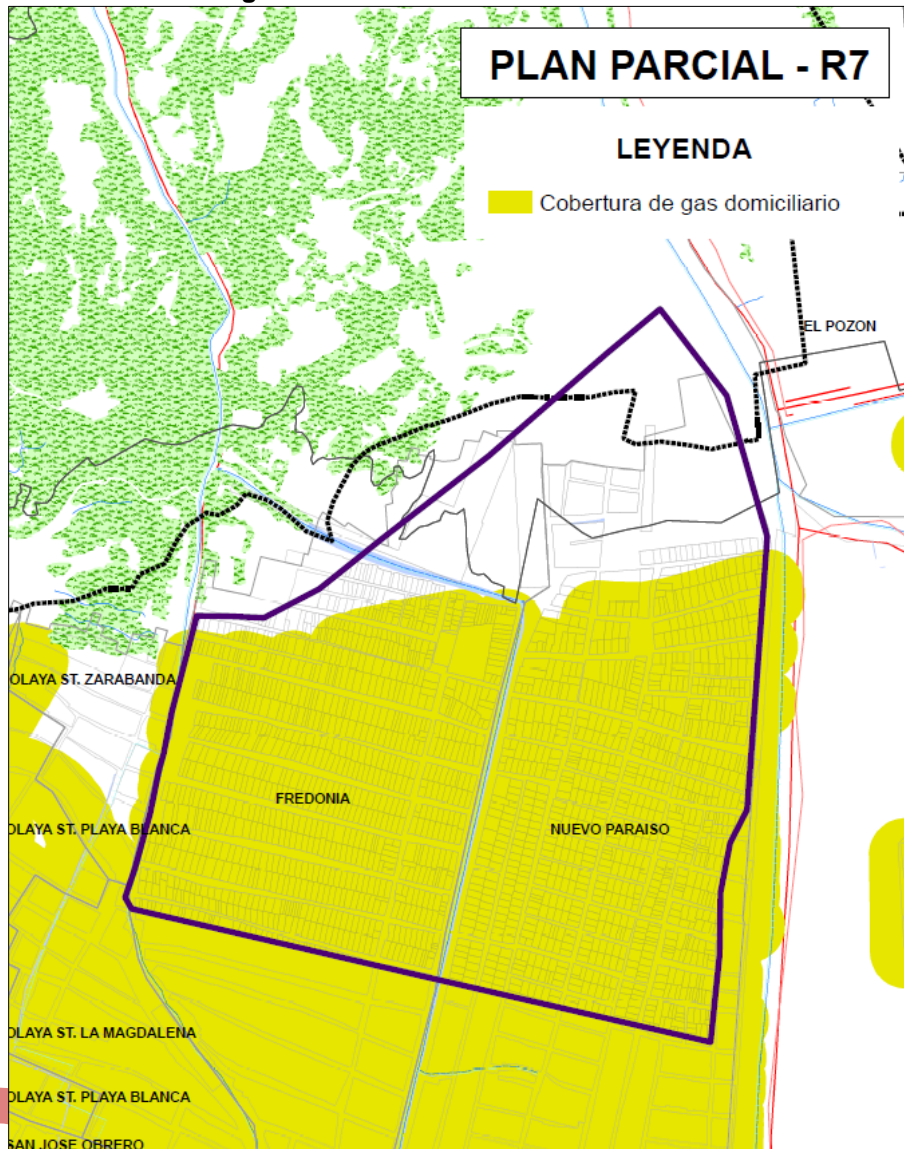 PLAN PARCIAL - R7
LEYENDA
Cobertura de gas domiciliario
EL POZON
OLAYA ST. ZARABANDA
FREDONIA
OLAYA ST. PLAYA BLANCA
NUEVO PARAISO
OLAYA ST. LA MAGDALENA
OLAYA ST. PLAYA BLANCA
SAN JOSE OBRERO